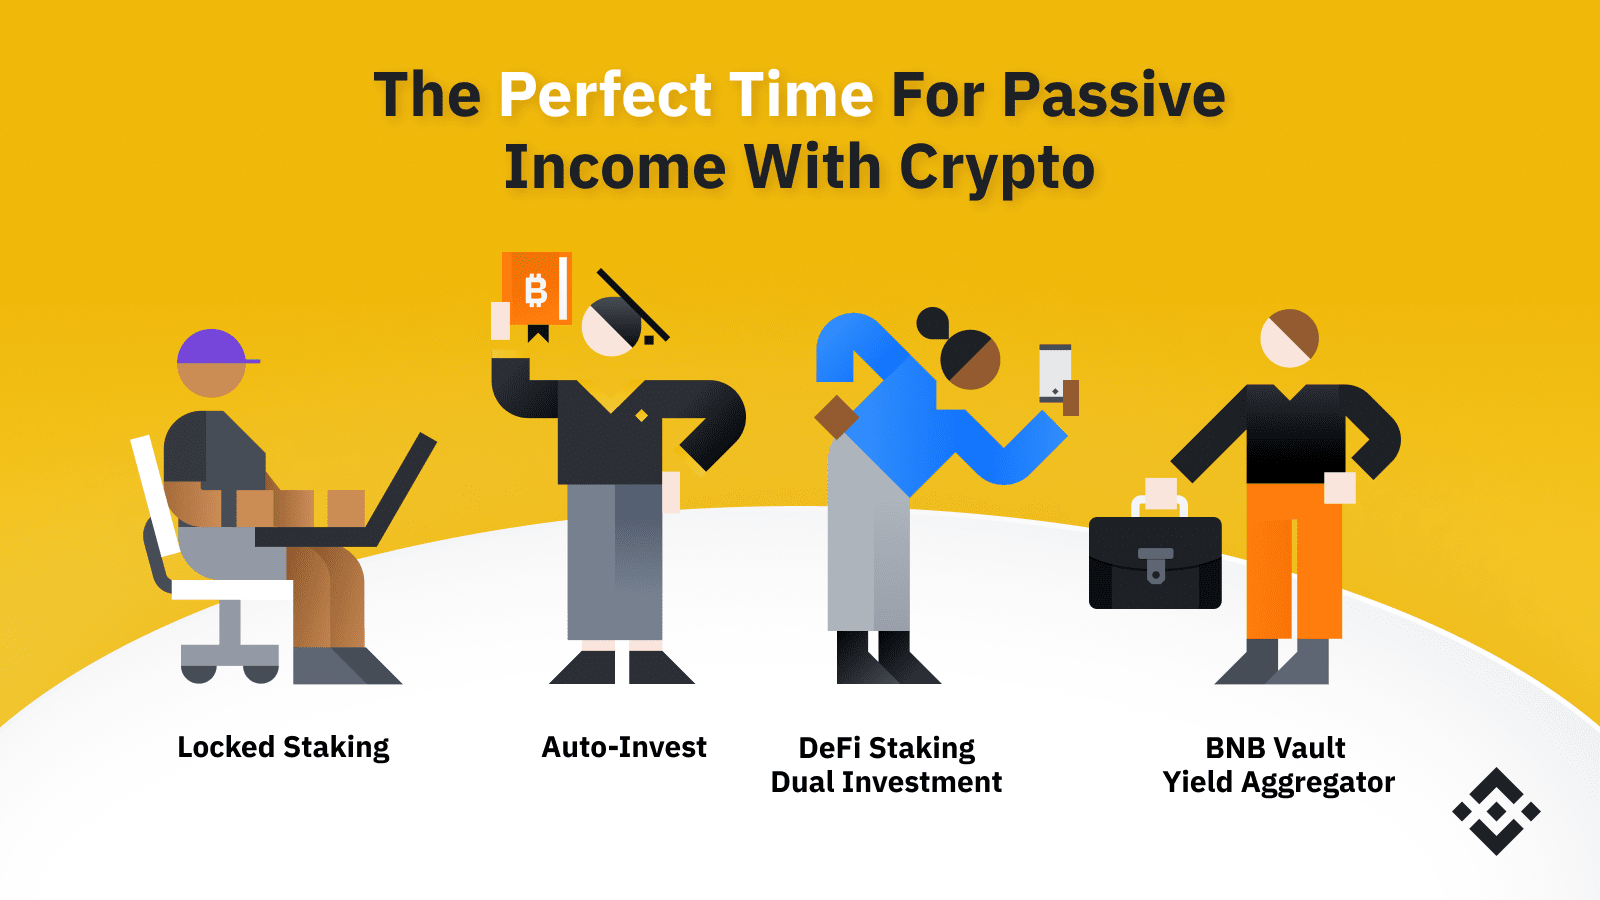 The Perfect Time For Passive
Income With Crypto
₿
Locked Staking
Auto-Invest
DeFi Staking
Dual Investment
BNB Vault
Yield Aggregator